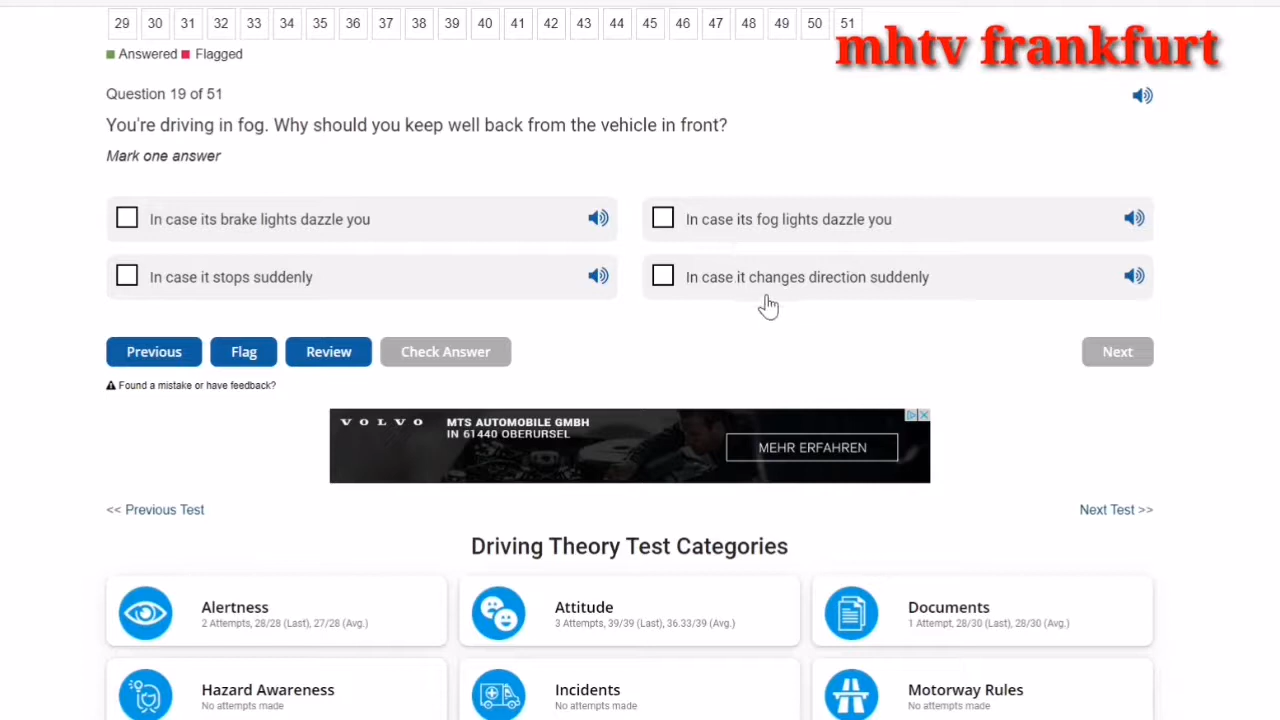 29 30 31 32 33 34 35 36 37 38 39 40 41 42 43 44 45 46 47 48 49 50 51
mhtv frankfurt
Answered Flagged
Question 19 of 51
You're driving in fog. Why should you keep well back from the vehicle in front?
Mark one answer
In case its brake lights dazzle you
In case its fog lights dazzle you
In case it stops suddenly
In case it changes direction suddenly
Previous Flag Review Check Answer Next
Found a mistake or have feedback?
VOLVO
MTS AUTOMOBILE GMBH
IN 61440 OBERURSEL
MEHR ERFAHREN
<< Previous Test
Next Test >>
Driving Theory Test Categories
Alertness
2 Attempts, 28/28 (Last), 27/28 (Avg.)
Attitude
3 Attempts, 39/39 (Last), 36.33/39 (Avg.)
Documents
1 Attempt, 28/30 (Last), 28/30 (Avg.)
Hazard Awareness
No attempts made
Incidents
No attempts made
Motorway Rules
No attempts made